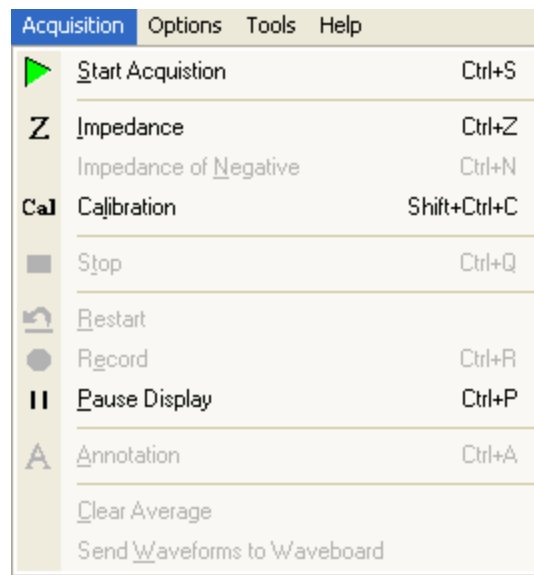 Acquisition Options Tools Help
Start Acquistion Ctrl+S
Z Impedance Ctrl+Z
Impedance of Negative Ctrl+N
Cal Calibration Shift+Ctrl+C
Stop Ctrl+Q
Restart
Record Ctrl+R
Pause Display Ctrl+P
A Annotation Ctrl+A
Clear Average
Send Waveforms to Waveboard